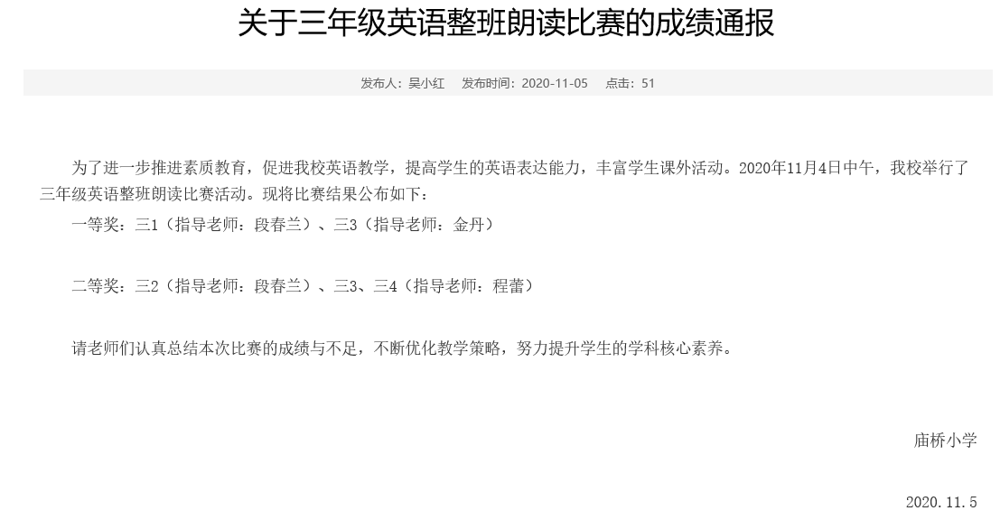 关于三年级英语整班朗读比赛的成绩通报
发布人：吴小红 发布时间：2020-11-05 点击：51
为了进一步推进素质教育，促进我校英语教学，提高学生的英语表达能力，丰富学生课外活动。2020年11月4日中午，我校举行了
三年级英语整班朗读比赛活动。现将比赛结果公布如下：
一等奖：三1（指导老师：段春兰）、三3（指导老师：金丹）
二等奖：三2（指导老师：段春兰）、三3、三4（指导老师：程蕾）
请老师们认真总结本次比赛的成绩与不足，不断优化教学策略，努力提升学生的学科核心素养。
庙桥小学
2020.11.5